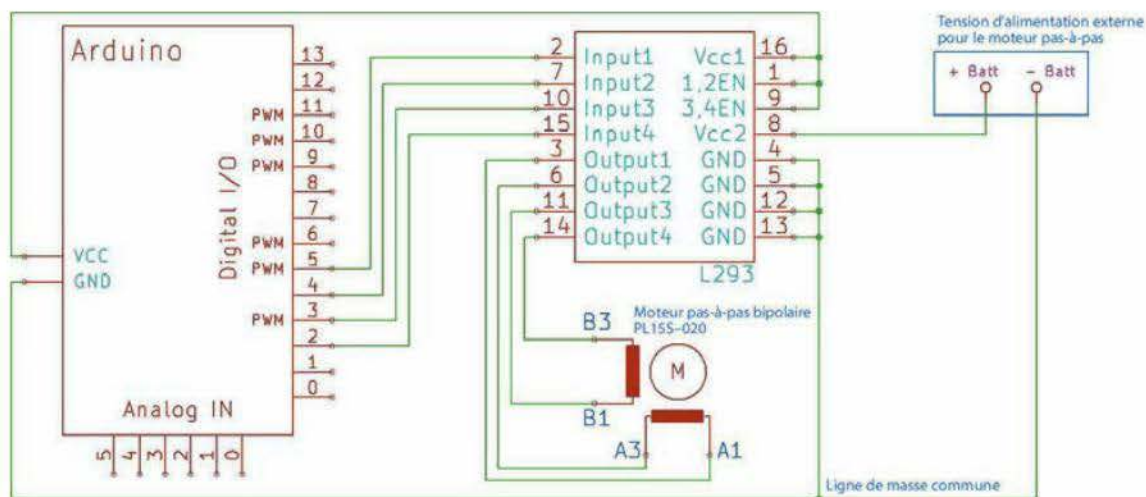 Arduino
13
12
PWM 11
PWM 10
PWM 9
8
7
PWM 6
PWM 5
4
PWM 3
2
1
0
Digital I/O
VCC
GND
Analog IN
5 4 3 2 1 0
2 Input1 Vcc1 16
7 Input2 1,2EN 1
10 Input3 3,4EN 9
15 Input4 Vcc2 8
3 Output1 GND 4
6 Output2 GND 5
11 Output3 GND 12
14 Output4 GND 13
L293
Tension d'alimentation externe
pour le moteur pas-à-pas
+ Batt - Batt
Moteur pas-à-pas bipolaire
PL15S-020
B3
M
B1
A3 A1
Ligne de masse commune